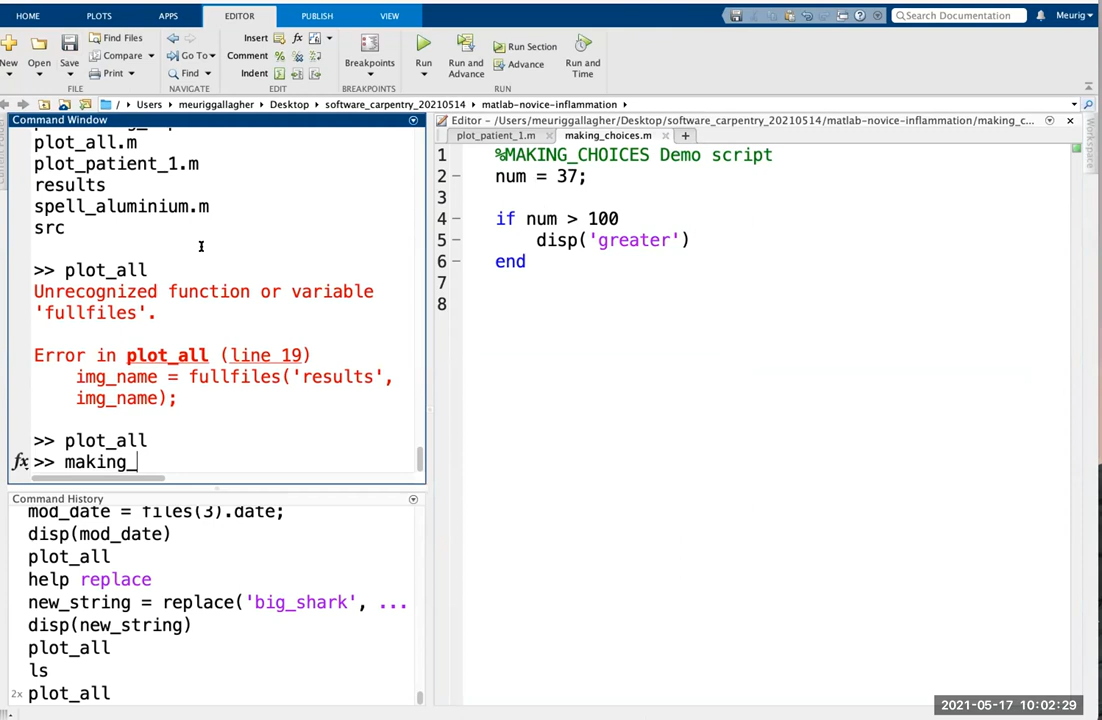 HOME PLOTS APPS EDITOR PUBLISH VIEW Search Documentation Meurig
New Open Save Find Files Compare Print
FILE
Go To Find
NAVIGATE
Insert fx
Comment %
Indent
EDIT
Breakpoints
BREAKPOINTS
Run Run and Advance Run Section Advance Run and Time
RUN
/ Users meuriggallagher Desktop software_carpentry_20210514 matlab-novice-inflammation
Command Window
plot_all.m
plot_patient_1.m
results
spell_aluminium.m
src
>> plot_all
Unrecognized function or variable
'fullfiles'.
Error in plot_all (line 19)
img_name = fullfiles('results',
img_name);
>> plot_all
fx >> making_
Command History
mod_date = files(3).date;
disp(mod_date)
plot_all
help replace
new_string = replace('big_shark', ...
disp(new_string)
plot_all
ls
2x plot_all
Editor - /Users/meuriggallagher/Desktop/software_carpentry_20210514/matlab-novice-inflammation/making_c...
plot_patient_1.m making_choices.m +
1 %MAKING_CHOICES Demo script
2 num = 37;
3
4 if num > 100
5 disp('greater')
6 end
7
8
Workspace
2021-05-17 10:02:29